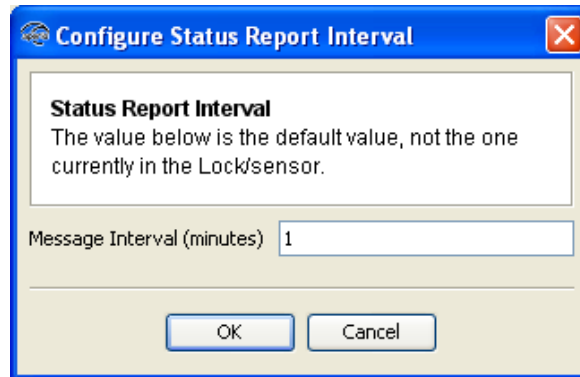 Configure Status Report Interval
Status Report Interval
The value below is the default value, not the one
currently in the Lock/sensor.
Message Interval (minutes) 1
OK Cancel